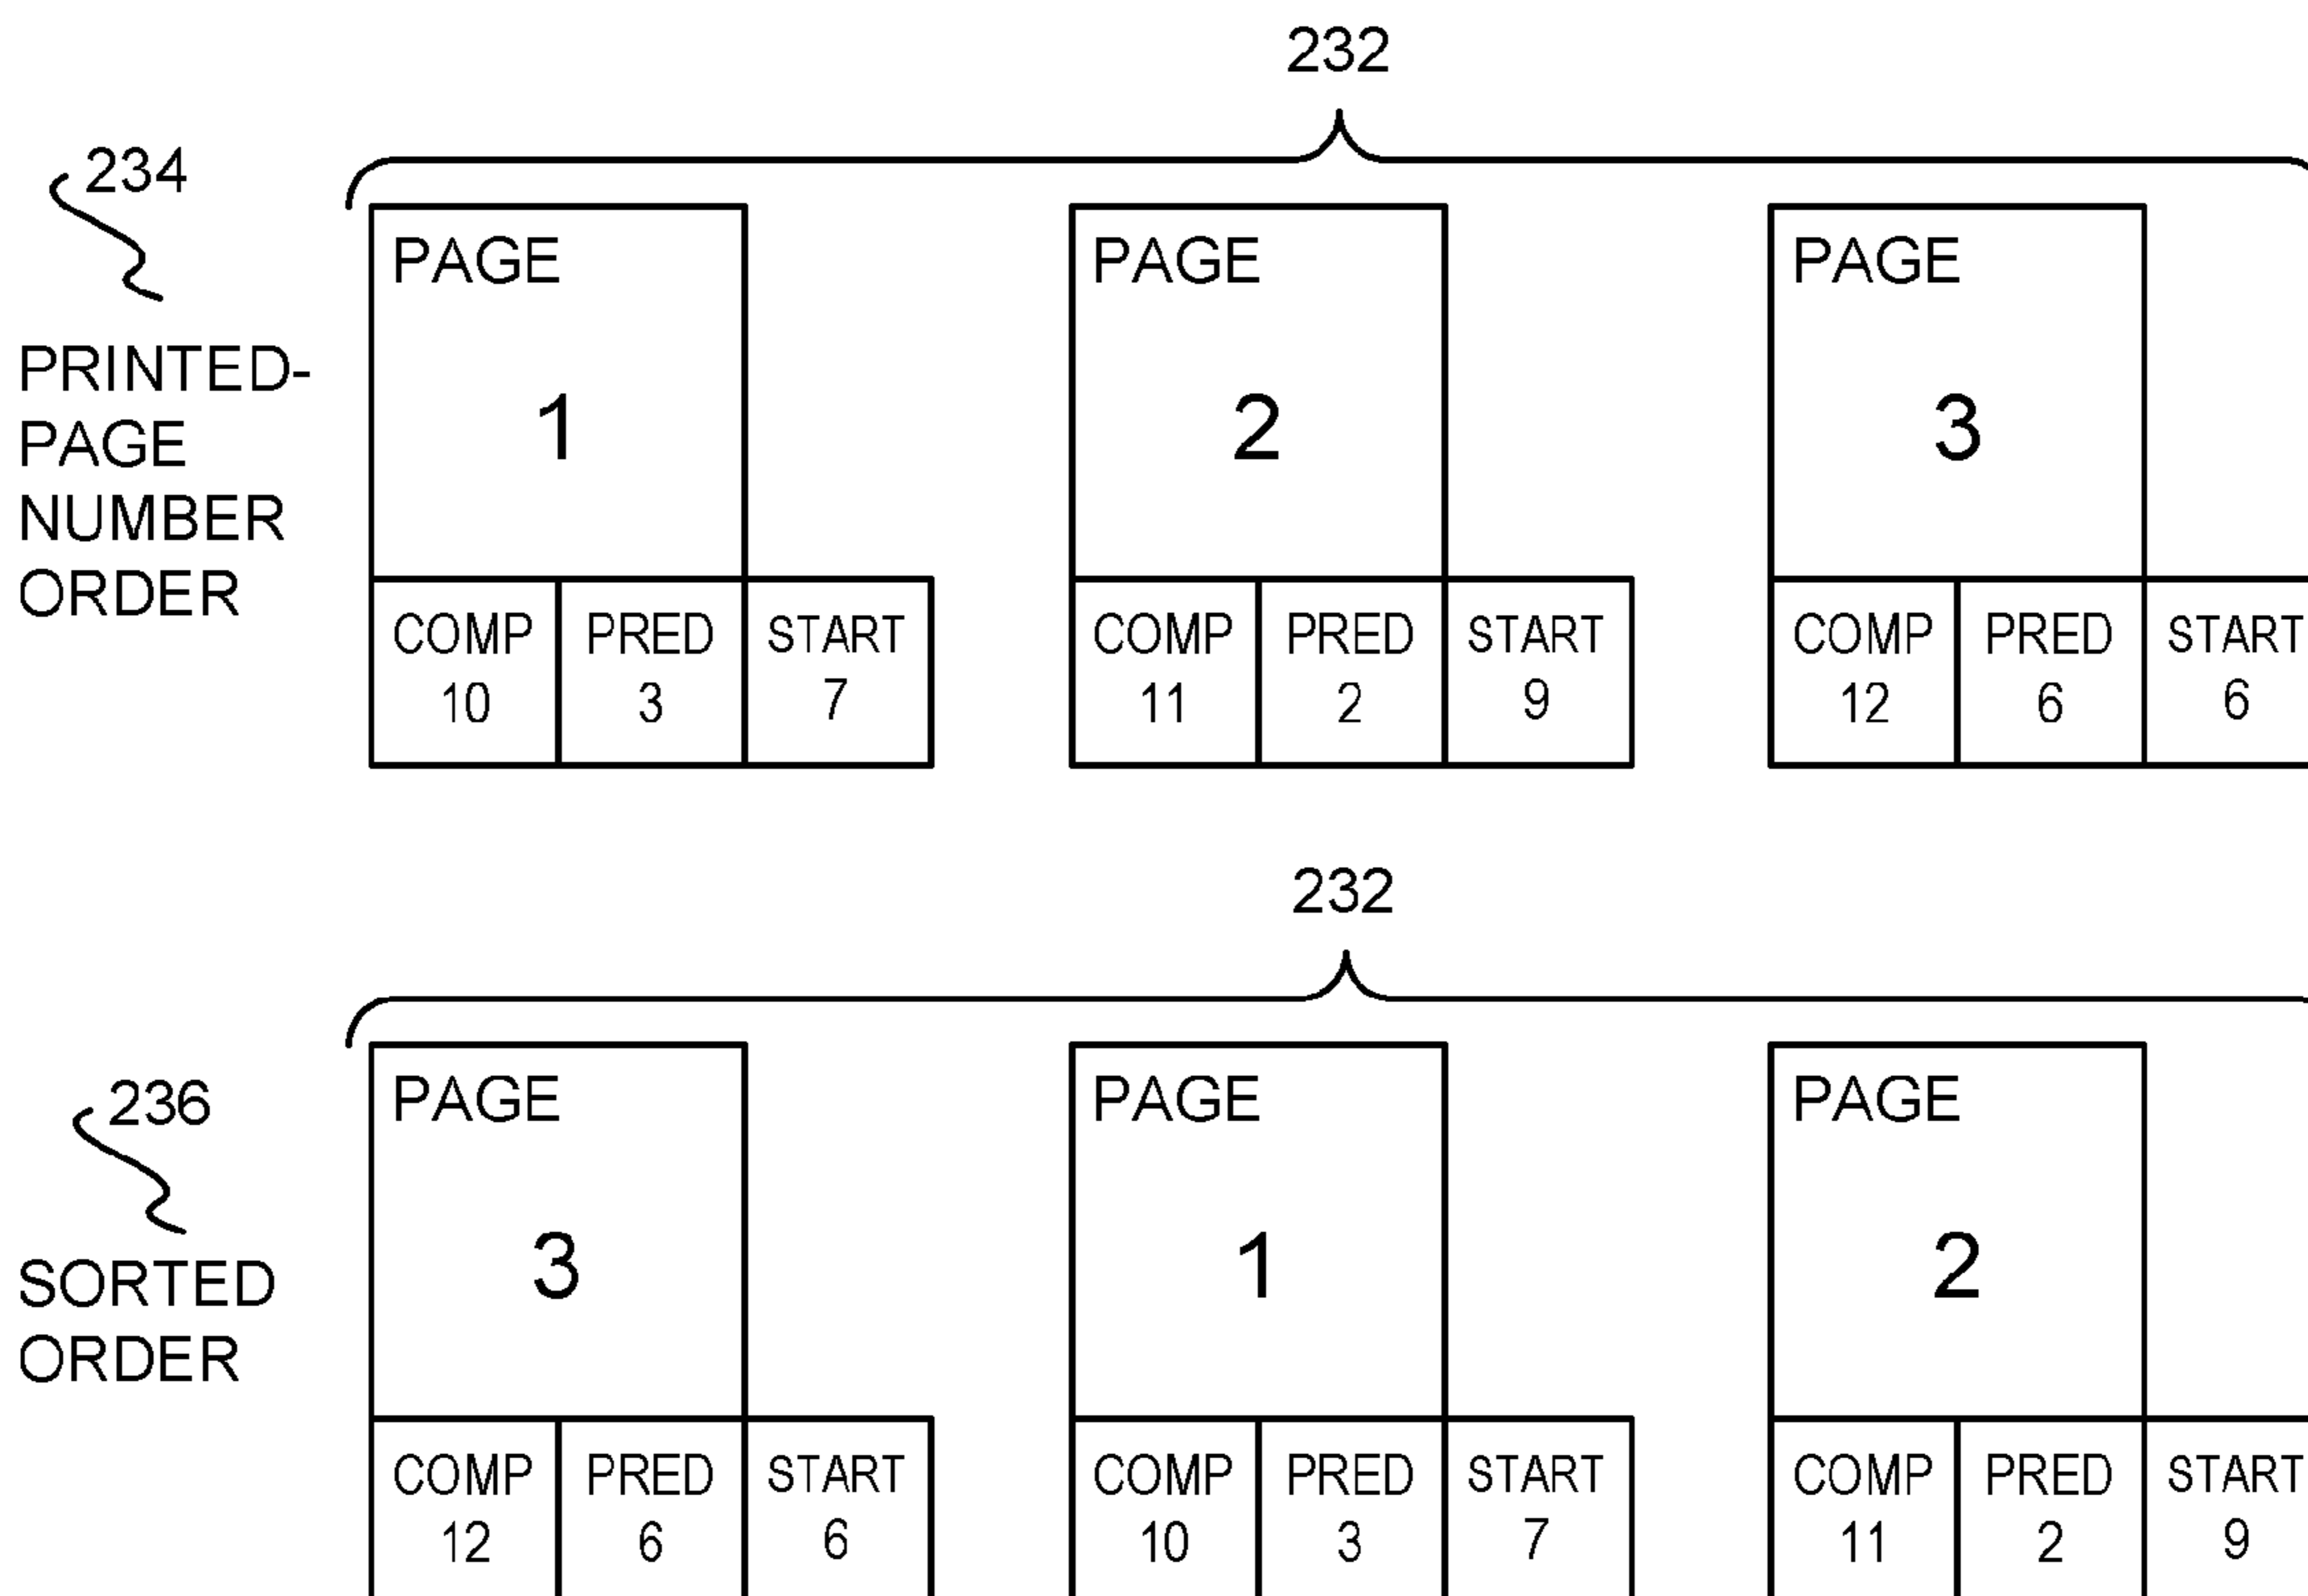 232
234
PRINTED-
PAGE
NUMBER
ORDER
PAGE
1
COMP PRED START
10 3 7
PAGE
2
COMP PRED START
11 2 9
PAGE
3
COMP PRED START
12 6 6
232
236
SORTED
ORDER
PAGE
3
COMP PRED START
12 6 6
PAGE
1
COMP PRED START
10 3 7
PAGE
2
COMP PRED START
11 2 9